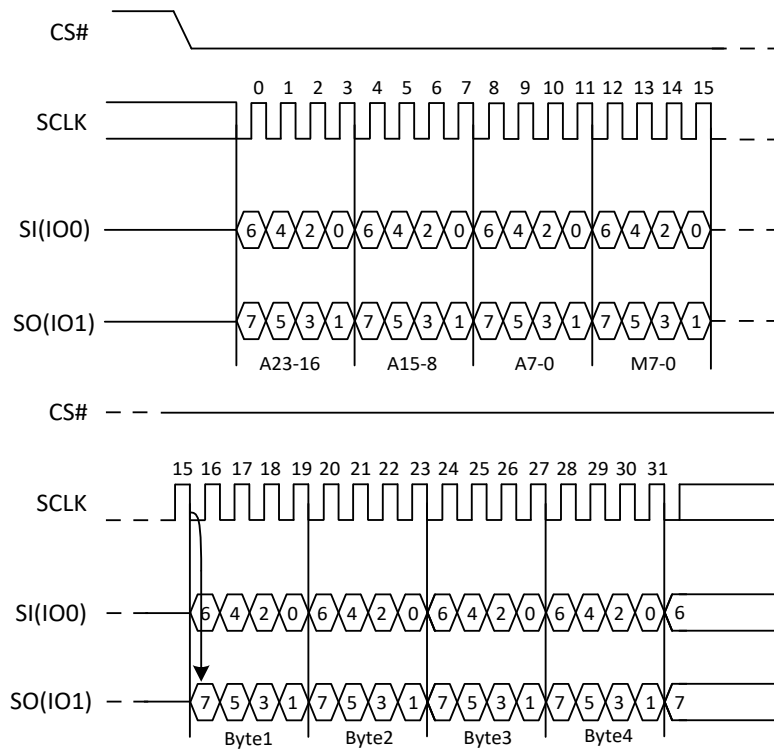 CS#
0 1 2 3 4 5 6 7 8 9 10 11 12 13 14 15
SCLK
SI(IO0) 6 4 2 0 6 4 2 0 6 4 2 0 6 4 2 0
SO(IO1) 7 5 3 1 7 5 3 1 7 5 3 1 7 5 3 1
A23-16 A15-8 A7-0 M7-0
CS#
15 16 17 18 19 20 21 22 23 24 25 26 27 28 29 30 31
SCLK
SI(IO0) 6 4 2 0 6 4 2 0 6 4 2 0 6 4 2 0 6
SO(IO1) 7 5 3 1 7 5 3 1 7 5 3 1 7 5 3 1 7
Byte1 Byte2 Byte3 Byte4